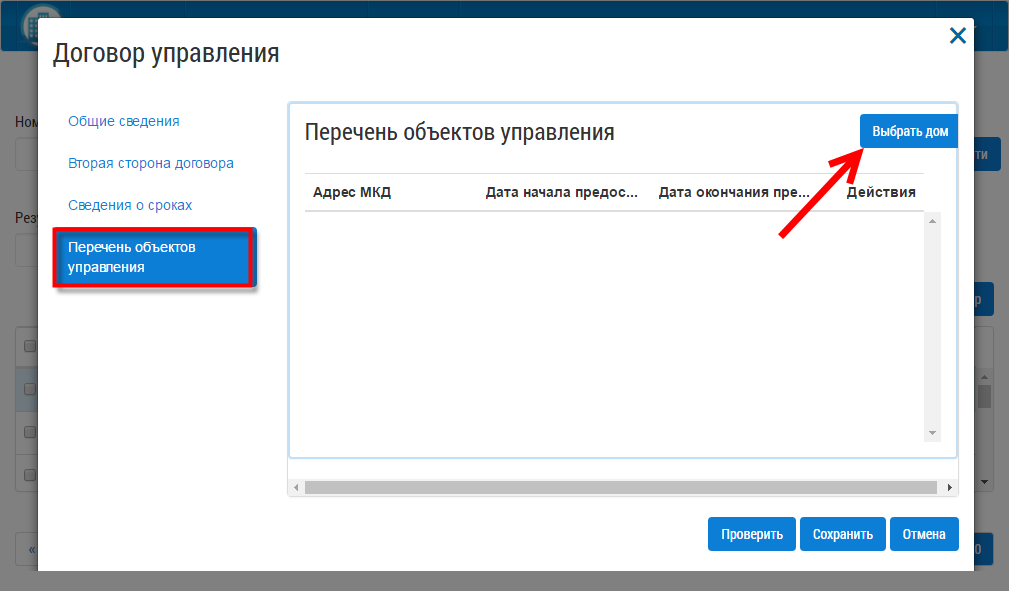 Договор управления
Общие сведения
Вторая сторона договора
Сведения о сроках
Перечень объектов
управления
Перечень объектов управления
Выбрать дом
Адрес МКД Дата начала предос... Дата окончания пре... Действия
Проверить Сохранить Отмена